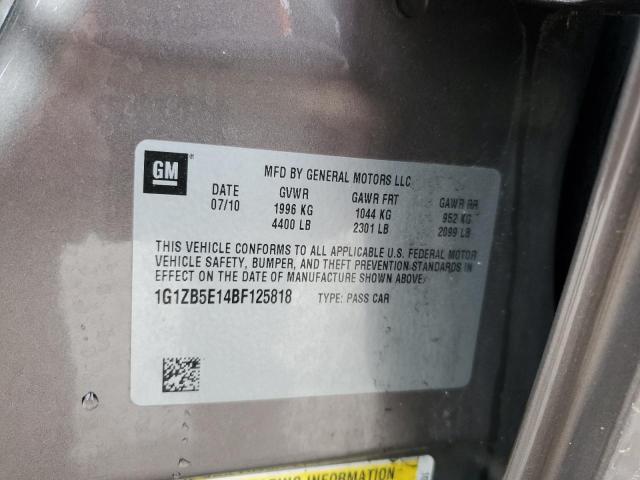 GM ®
MFD BY GENERAL MOTORS LLC
DATE GVWR GAWR FRT GAWR RR
07/10 1996 KG 1044 KG 952 KG
4400 LB 2301 LB 2099 LB
THIS VEHICLE CONFORMS TO ALL APPLICABLE U.S. FEDERAL MOTOR
VEHICLE SAFETY, BUMPER, AND THEFT PREVENTION STANDARDS IN
EFFECT ON THE DATE OF MANUFACTURE SHOWN ABOVE.
1G1ZB5E14BF125818 TYPE: PASS CAR
INFORMATION